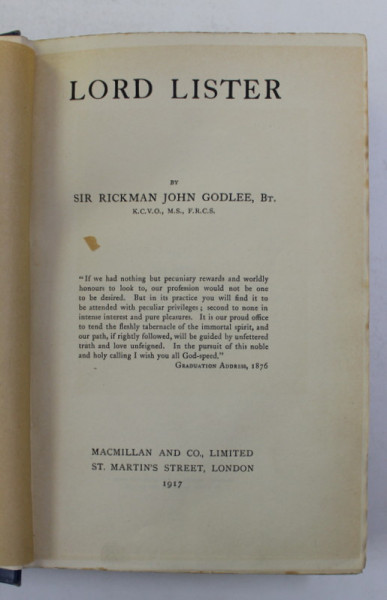 LORD LISTER
BY
SIR RICKMAN JOHN GODLEE, BT.
K.C.V.O., M.S., F.R.C.S.
"If we had nothing but pecuniary rewards and worldly
honours to look to, our profession would not be one
to be desired. But in its practice you will find it to
be attended with peculiar privileges; second to none in
intense interest and pure pleasures. It is our proud office
to tend the fleshly tabernacle of the immortal spirit, and
our path, if rightly followed, will be guided by unfettered
truth and love unfeigned. In the pursuit of this noble
and holy calling I wish you all God-speed."
GRADUATION ADDRESS, 1876
MACMILLAN AND CO., LIMITED
ST. MARTIN'S STREET, LONDON
1917